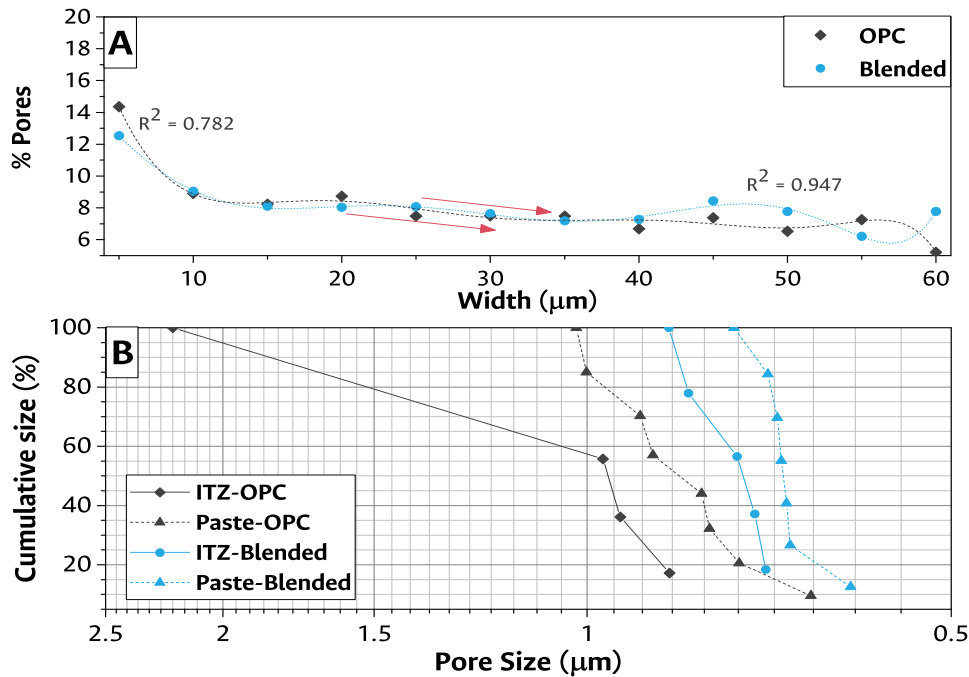 A
% Pores
20
18
16
14
12
10
8
6
OPC
Blended
R² = 0.782
R² = 0.947
10
20
30
40
50
60
Width (μm)
B
Cumulative size (%)
100
80
60
40
20
ITZ-OPC
Paste-OPC
ITZ-Blended
Paste-Blended
2.5
2
1.5
1
0.5
Pore Size (μm)